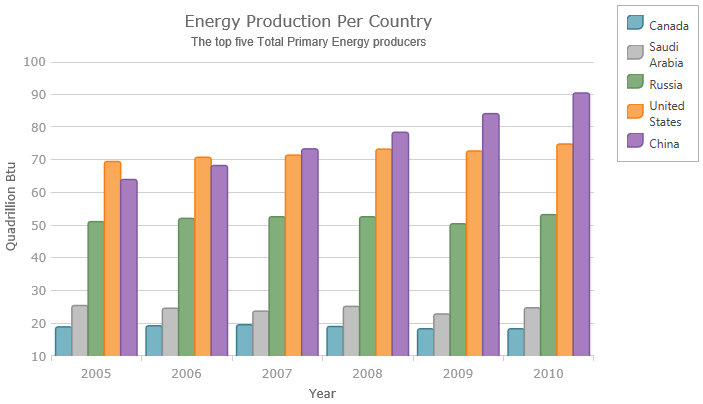 Energy Production Per Country
The top five Total Primary Energy producers
Canada
Saudi
Arabia
Russia
United
States
China
Quadrillion Btu
100
90
80
70
60
50
40
30
20
10
2005 2006 2007 2008 2009 2010
Year